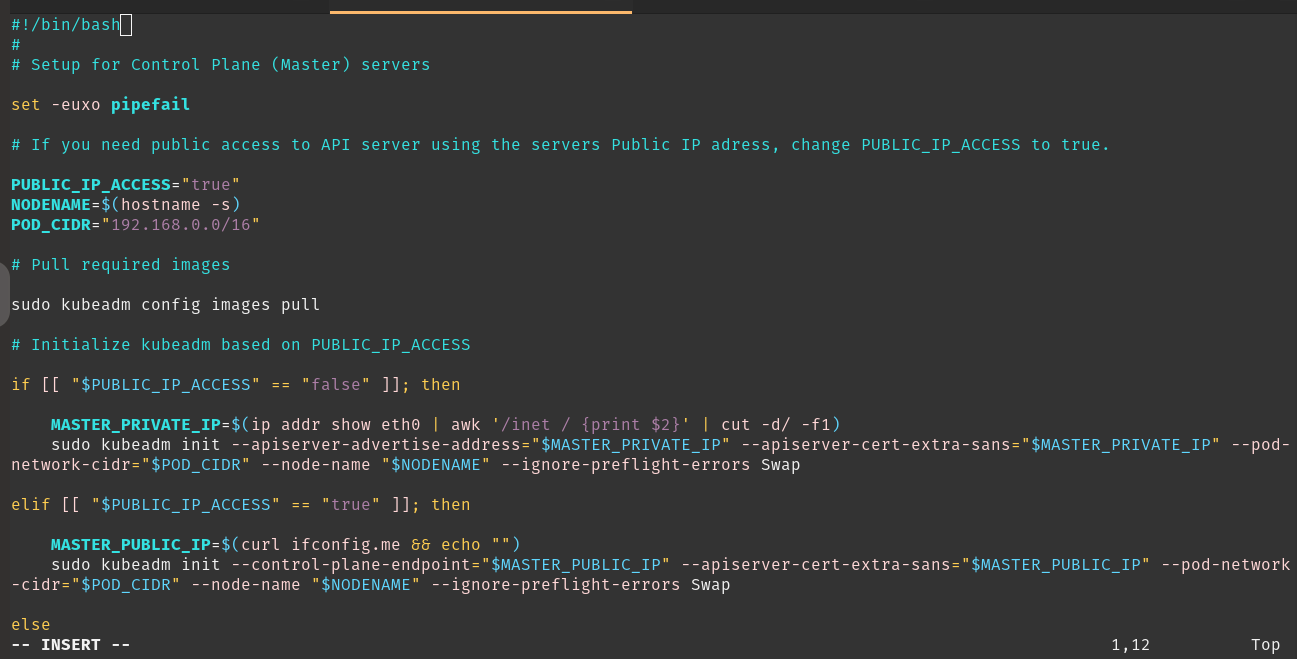 #!/bin/bash
#
# Setup for Control Plane (Master) servers
set -euxo pipefail
# If you need public access to API server using the servers Public IP adress, change PUBLIC_IP_ACCESS to true.
PUBLIC_IP_ACCESS="true"
NODENAME=$(hostname -s)
POD_CIDR="192.168.0.0/16"
# Pull required images
sudo kubeadm config images pull
# Initialize kubeadm based on PUBLIC_IP_ACCESS
if [[ "$PUBLIC_IP_ACCESS" == "false" ]]; then
    MASTER_PRIVATE_IP=$(ip addr show eth0 | awk '/inet / {print $2}' | cut -d/ -f1)
    sudo kubeadm init --apiserver-advertise-address="$MASTER_PRIVATE_IP" --apiserver-cert-extra-sans="$MASTER_PRIVATE_IP" --pod-
network-cidr="$POD_CIDR" --node-name "$NODENAME" --ignore-preflight-errors Swap
elif [[ "$PUBLIC_IP_ACCESS" == "true" ]]; then
    MASTER_PUBLIC_IP=$(curl ifconfig.me && echo "")
    sudo kubeadm init --control-plane-endpoint="$MASTER_PUBLIC_IP" --apiserver-cert-extra-sans="$MASTER_PUBLIC_IP" --pod-network
-cidr="$POD_CIDR" --node-name "$NODENAME" --ignore-preflight-errors Swap
else
-- INSERT -- 1,12 Top